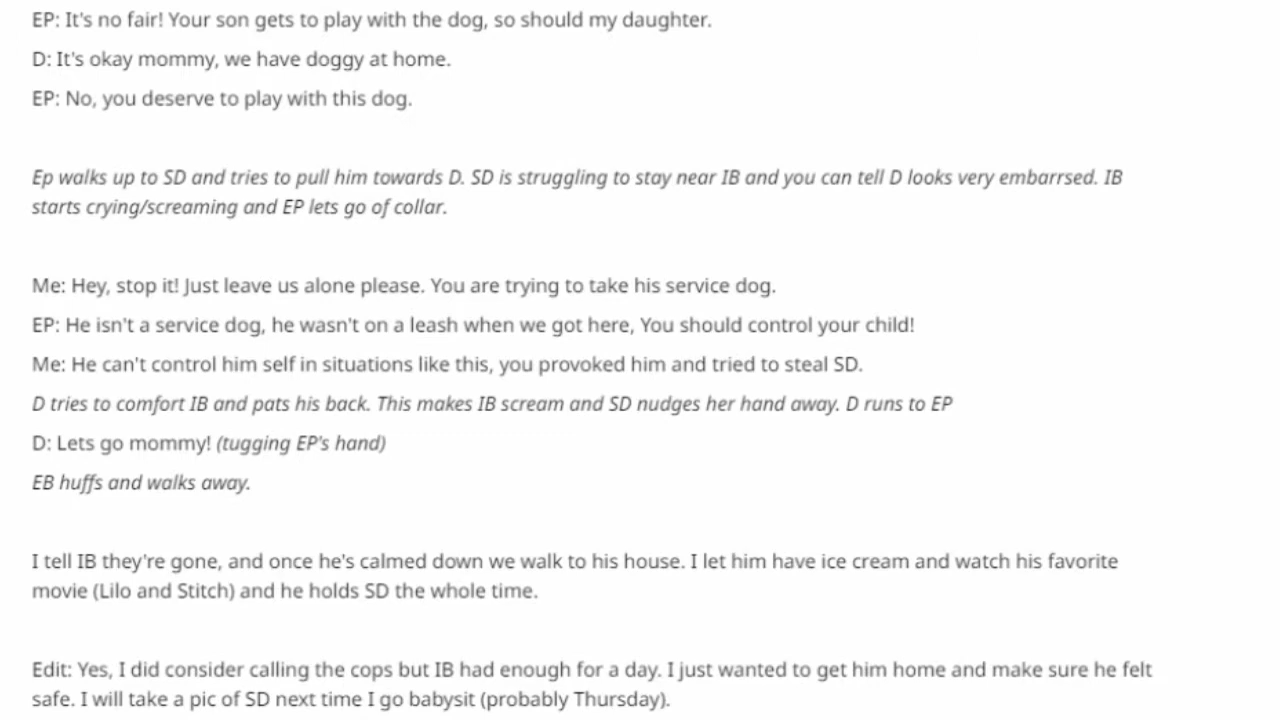 EP: It's no fair! Your son gets to play with the dog, so should my daughter.
D: It's okay mommy, we have doggy at home.
EP: No, you deserve to play with this dog.
Ep walks up to SD and tries to pull him towards D. SD is struggling to stay near IB and you can tell D looks very embarrsed. IB
starts crying/screaming and EP lets go of collar.
Me: Hey, stop it! Just leave us alone please. You are trying to take his service dog.
EP: He isn't a service dog, he wasn't on a leash when we got here, You should control your child!
Me: He can't control him self in situations like this, you provoked him and tried to steal SD.
D tries to comfort IB and pats his back. This makes IB scream and SD nudges her hand away. D runs to EP
D: Lets go mommy! (tugging EP's hand)
EB huffs and walks away.
I tell IB they're gone, and once he's calmed down we walk to his house. I let him have ice cream and watch his favorite
movie (Lilo and Stitch) and he holds SD the whole time.
Edit: Yes, I did consider calling the cops but IB had enough for a day. I just wanted to get him home and make sure he felt
safe. I will take a pic of SD next time I go babysit (probably Thursday).